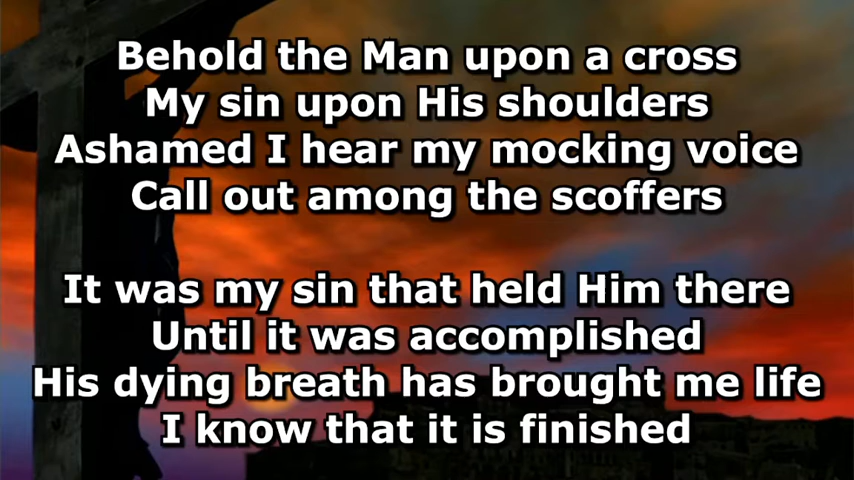 Behold the Man upon a cross
My sin upon His shoulders
Ashamed I hear my mocking voice
Call out among the scoffers
It was my sin that held Him there
Until it was accomplished
His dying breath has brought me life
I know that it is finished